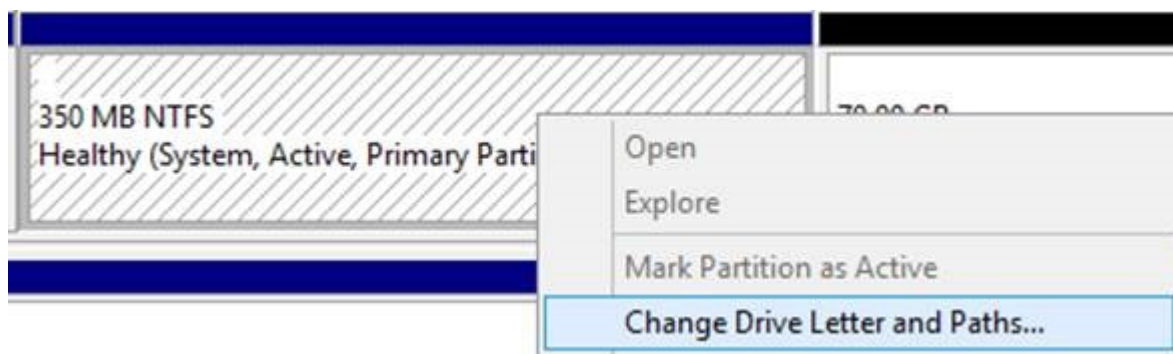 350 MB NTFS
Healthy (System, Active, Primary Parti
Open
Explore
Mark Partition as Active
Change Drive Letter and Paths...